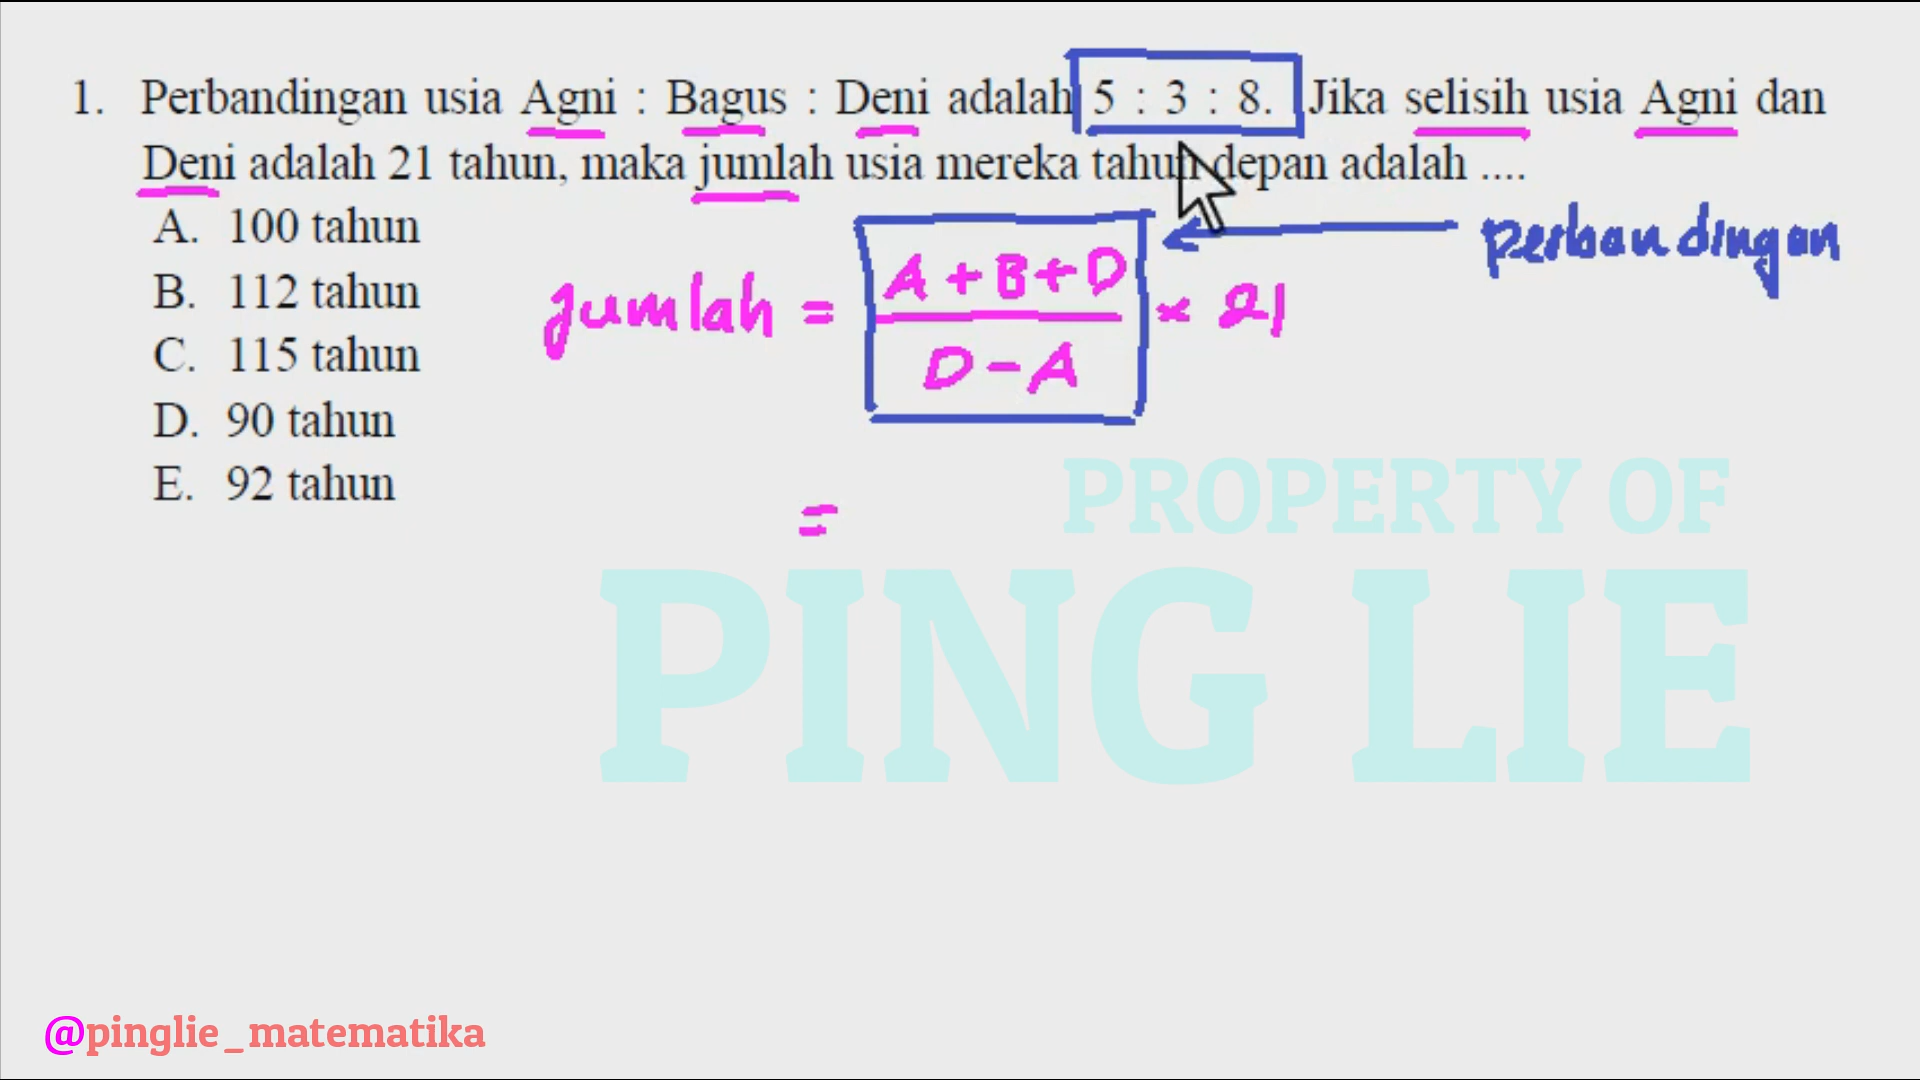 1. Perbandingan usia Agni : Bagus : Deni adalah 5 : 3 : 8. Jika selisih usia Agni dan
Deni adalah 21 tahun, maka jumlah usia mereka tahun depan adalah ....
A. 100 tahun
B. 112 tahun
C. 115 tahun
D. 90 tahun
E. 92 tahun
perbandingan
A + B + D
jumlah = × 21
D - A
=
PROPERTY OF
PING LIE
@pinglie_matematika